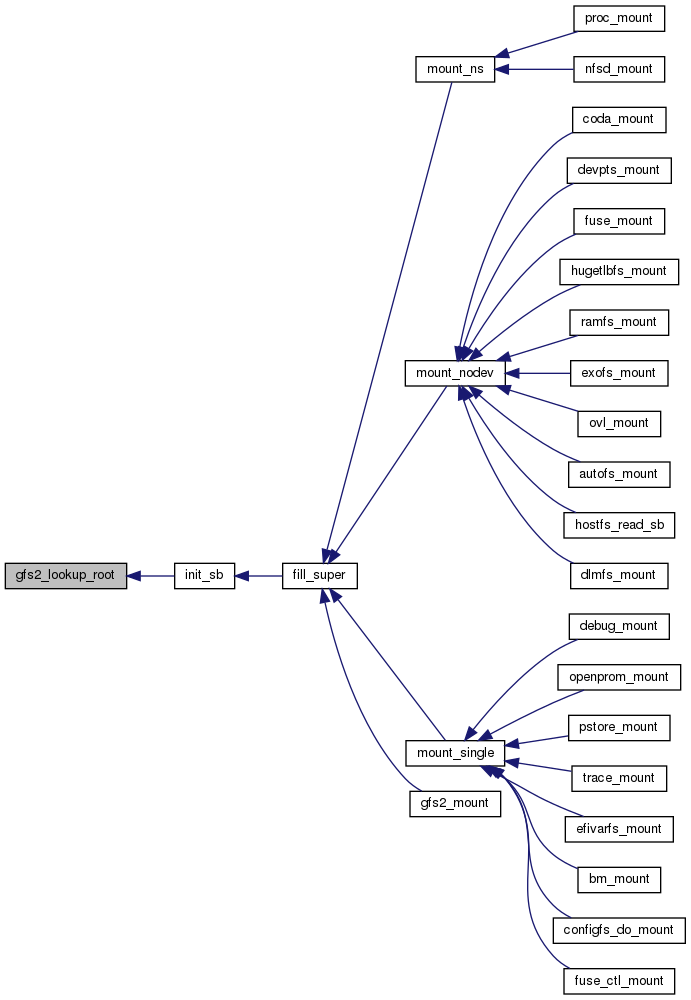 proc_mount
mount_ns
nfsd_mount
coda_mount
devpts_mount
fuse_mount
hugetlbfs_mount
ramfs_mount
mount_nodev
exofs_mount
ovl_mount
autofs_mount
hostfs_read_sb
gfs2_lookup_root
init_sb
fill_super
dlmfs_mount
debug_mount
openprom_mount
pstore_mount
mount_single
trace_mount
gfs2_mount
efivarfs_mount
bm_mount
configfs_do_mount
fuse_ctl_mount